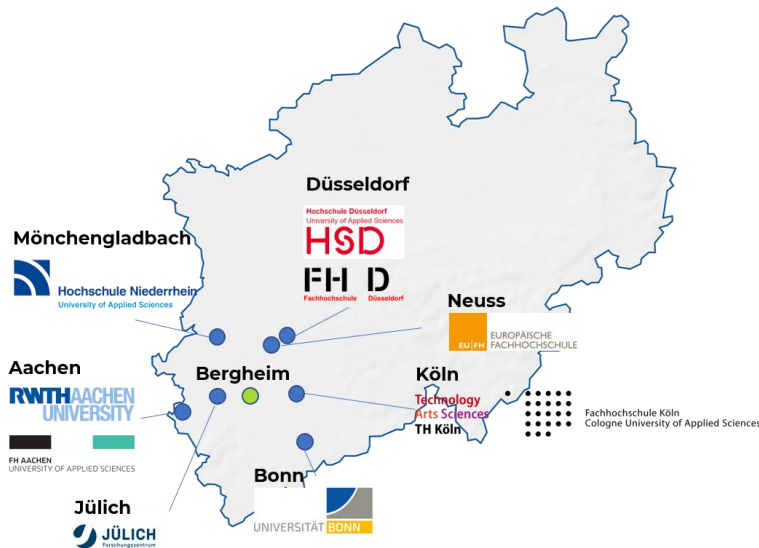 Düsseldorf
Hochschule Düsseldorf
University of Applied Sciences
HSD
FH D
Fachhochschule Düsseldorf
Mönchengladbach
Hochschule Niederrhein
University of Applied Sciences
Neuss
EU|FH
EUROPÄISCHE
FACHHOCHSCHULE
Aachen
RWTHAACHEN
UNIVERSITY
FH AACHEN
UNIVERSITY OF APPLIED SCIENCES
Bergheim
Köln
Technology
Arts Sciences
TH Köln
Fachhochschule Köln
Cologne University of Applied Sciences
Bonn
UNIVERSITÄT BONN
Jülich
JÜLICH
Forschungszentrum